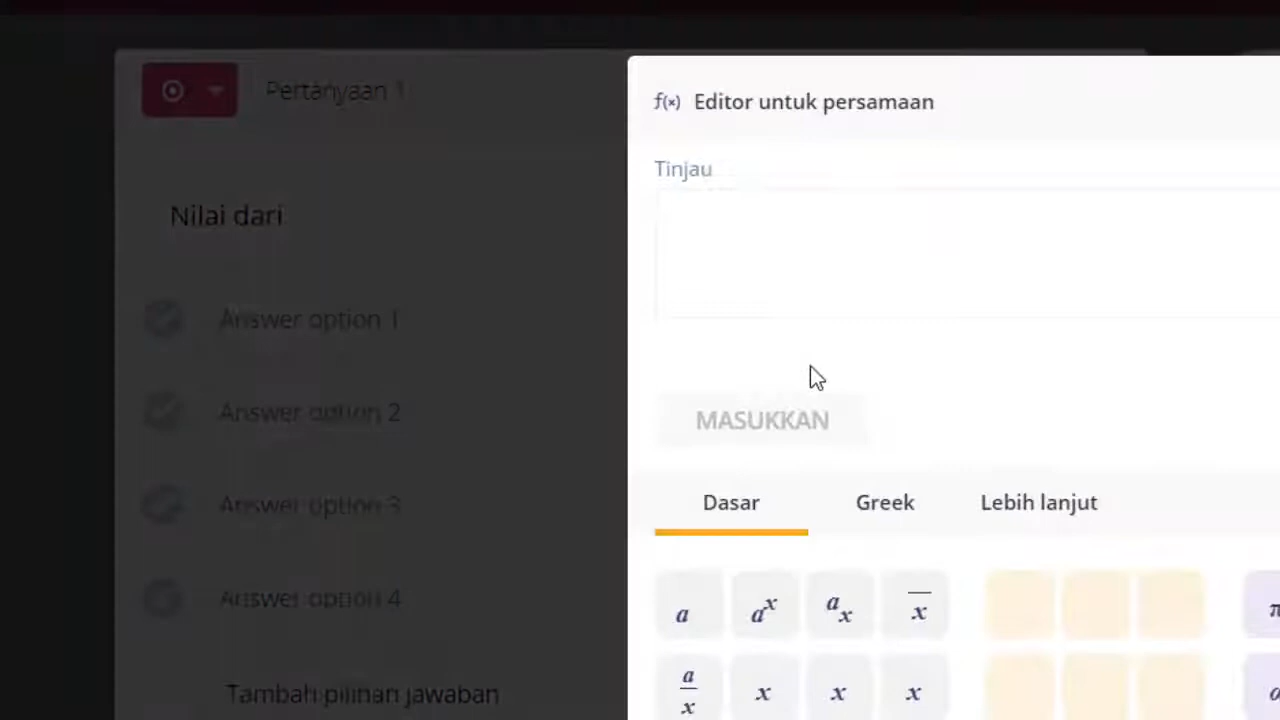 Pertanyaan 1
Nilai dari
Answer option 1
Answer option 2
Answer option 3
Answer option 4
Tambah pilihan jawaban
f(x) Editor untuk persamaan
Tinjau
MASUKKAN
Dasar Greek Lebih lanjut
a a^x a_x x̅ π
a/x x x x